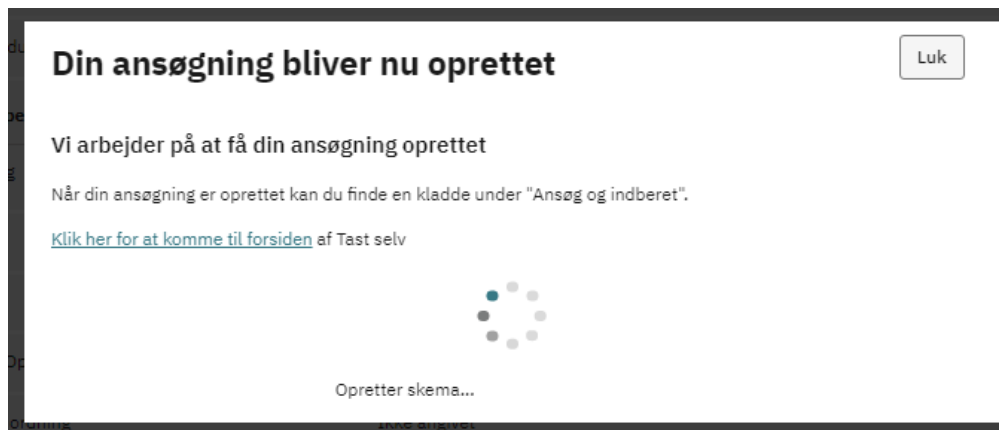 Din ansøgning bliver nu oprettet
Luk
Vi arbejder på at få din ansøgning oprettet
Når din ansøgning er oprettet kan du finde en kladde under "Ansøg og indberet".
Klik her for at komme til forsiden af Tast selv
Opretter skema...
Ikke angivet